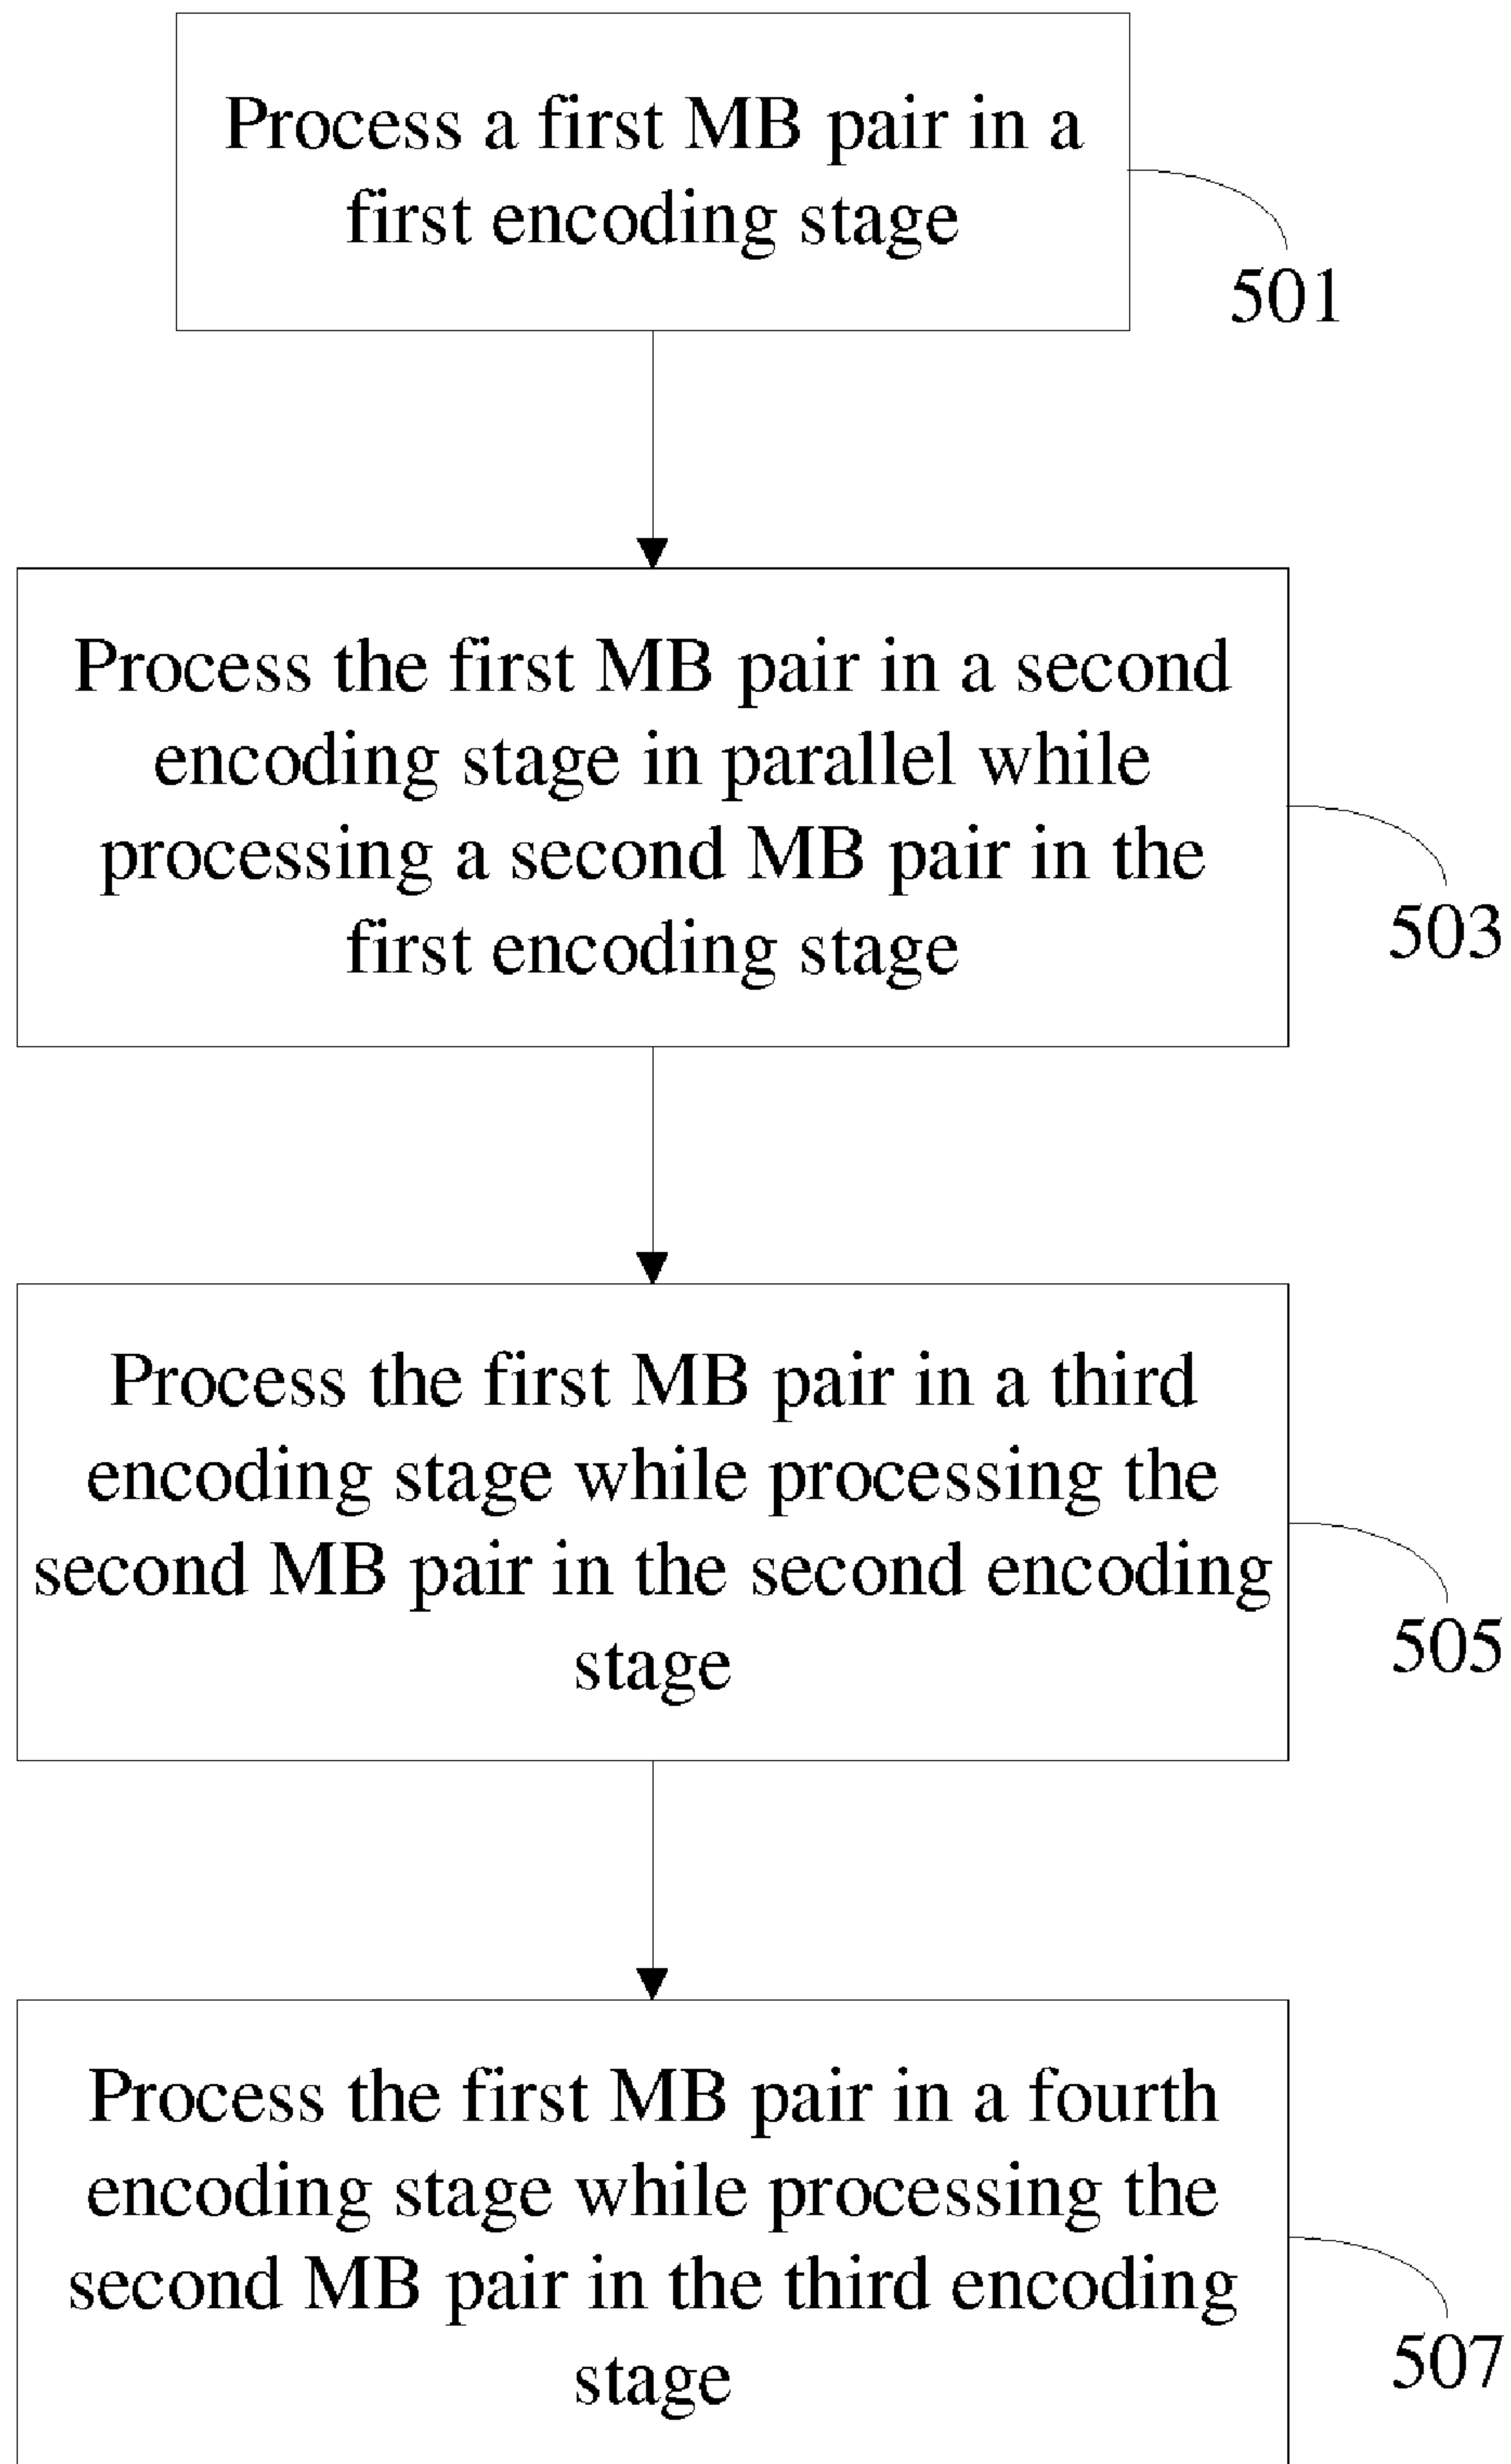 Process a first MB pair in a
first encoding stage
501
Process the first MB pair in a second
encoding stage in parallel while
processing a second MB pair in the
first encoding stage
503
Process the first MB pair in a third
encoding stage while processing the
second MB pair in the second encoding
stage
505
Process the first MB pair in a fourth
encoding stage while processing the
second MB pair in the third encoding
stage
507